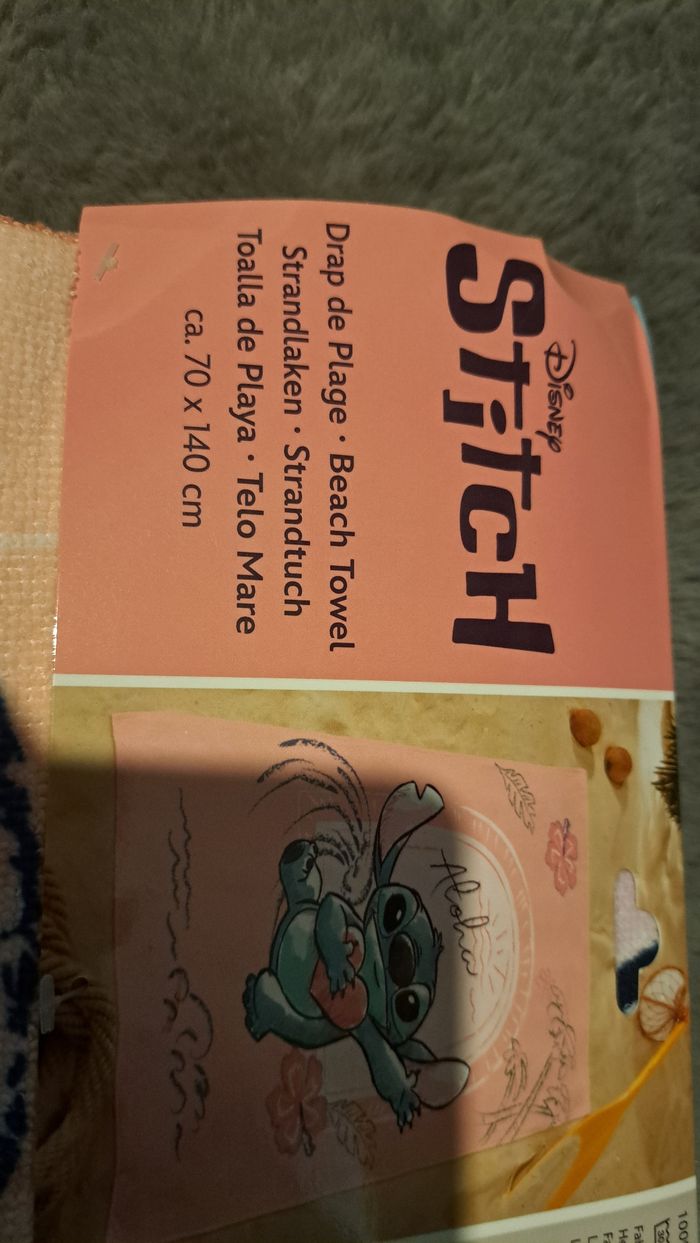 Disney
Stitch
Drap de Plage • Beach Towel
Strandlaken • Strandtuch
Toalla de Playa • Telo Mare
ca. 70 x 140 cm
Aloha